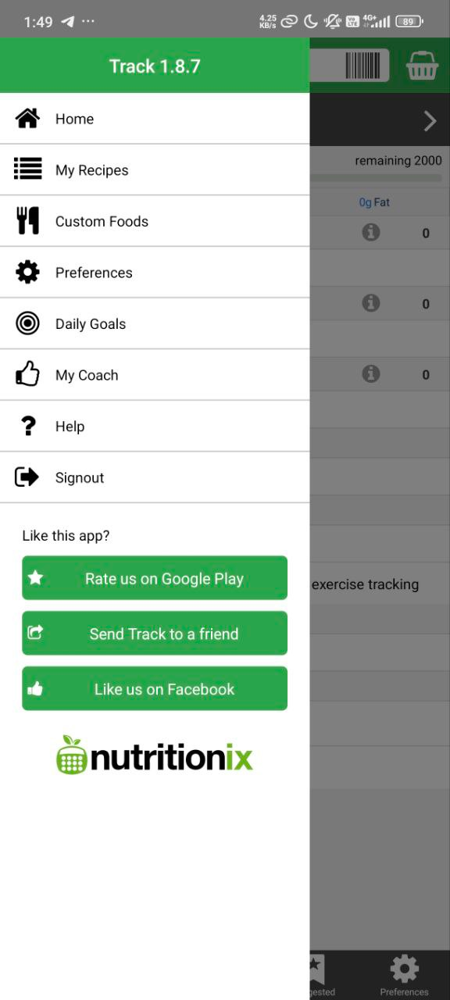 1:49 ... 4.25 KB/s Vo LTE 4G+ 89
Track 1.8.7
Home
remaining 2000
My Recipes
0g Fat
Custom Foods
0
Preferences
0
Daily Goals
My Coach
0
Help
Signout
Like this app?
Rate us on Google Play
exercise tracking
Send Track to a friend
Like us on Facebook
nutritionix
gested
Preferences